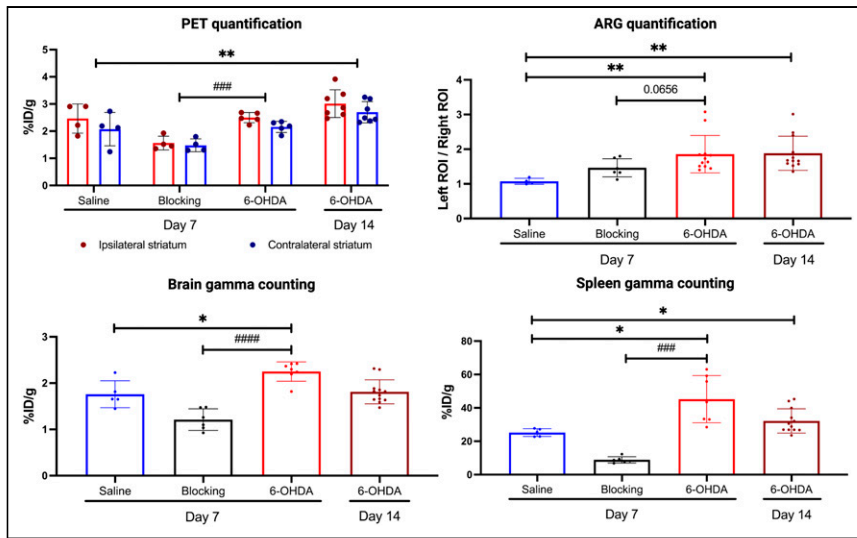 PET quantification
**
###
5
4
3
2
1
0
%ID/g
Saline
Blocking
6-OHDA
6-OHDA
Day 7
Day 14
Ipsilateral striatum
Contralateral striatum
ARG quantification
**
**
0.0656
4
3
2
1
0
Left ROI / Right ROI
Saline
Blocking
6-OHDA
6-OHDA
Day 7
Day 14
Brain gamma counting
*
####
3
2
1
0
%ID/g
Saline
Blocking
6-OHDA
6-OHDA
Day 7
Day 14
Spleen gamma counting
*
*
###
80
60
40
20
0
%ID/g
Saline
Blocking
6-OHDA
6-OHDA
Day 7
Day 14